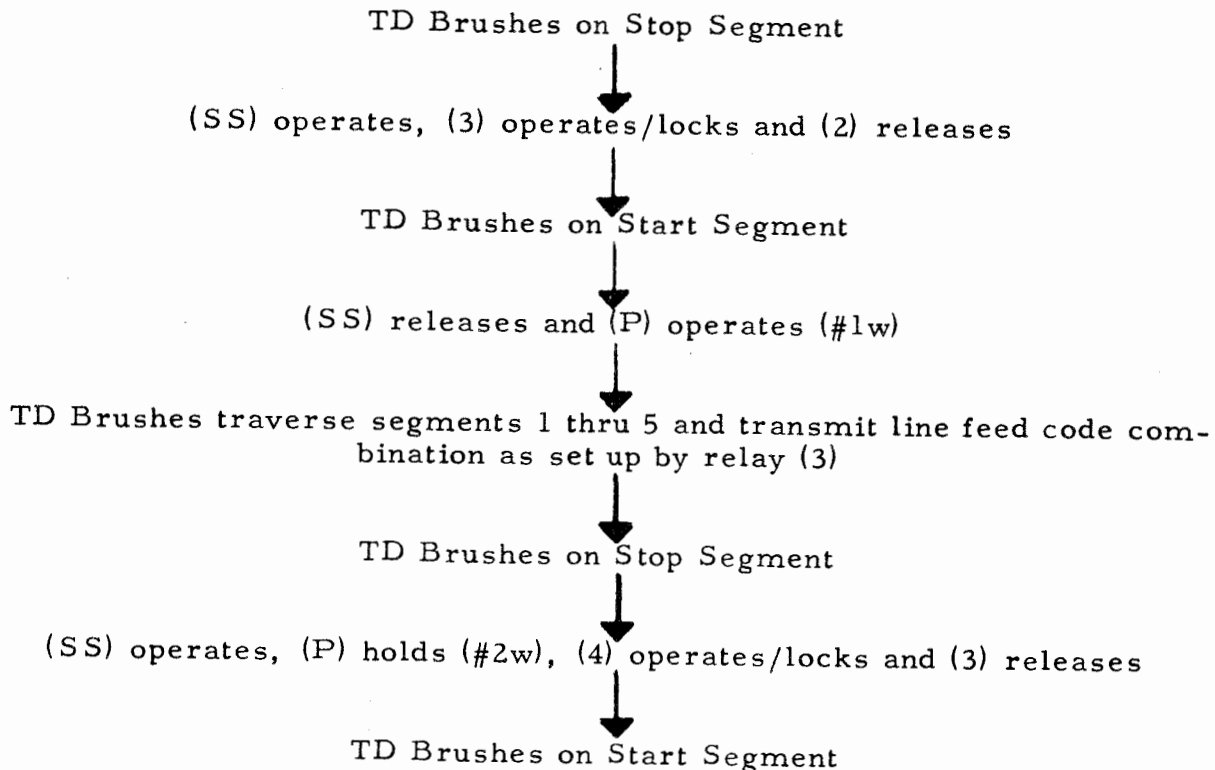 TD Brushes on Stop Segment
(SS) operates, (3) operates/locks and (2) releases
TD Brushes on Start Segment
(SS) releases and (P) operates (#1w)
TD Brushes traverse segments 1 thru 5 and transmit line feed code com-
bination as set up by relay (3)
TD Brushes on Stop Segment
(SS) operates, (P) holds (#2w), (4) operates/locks and (3) releases
TD Brushes on Start Segment